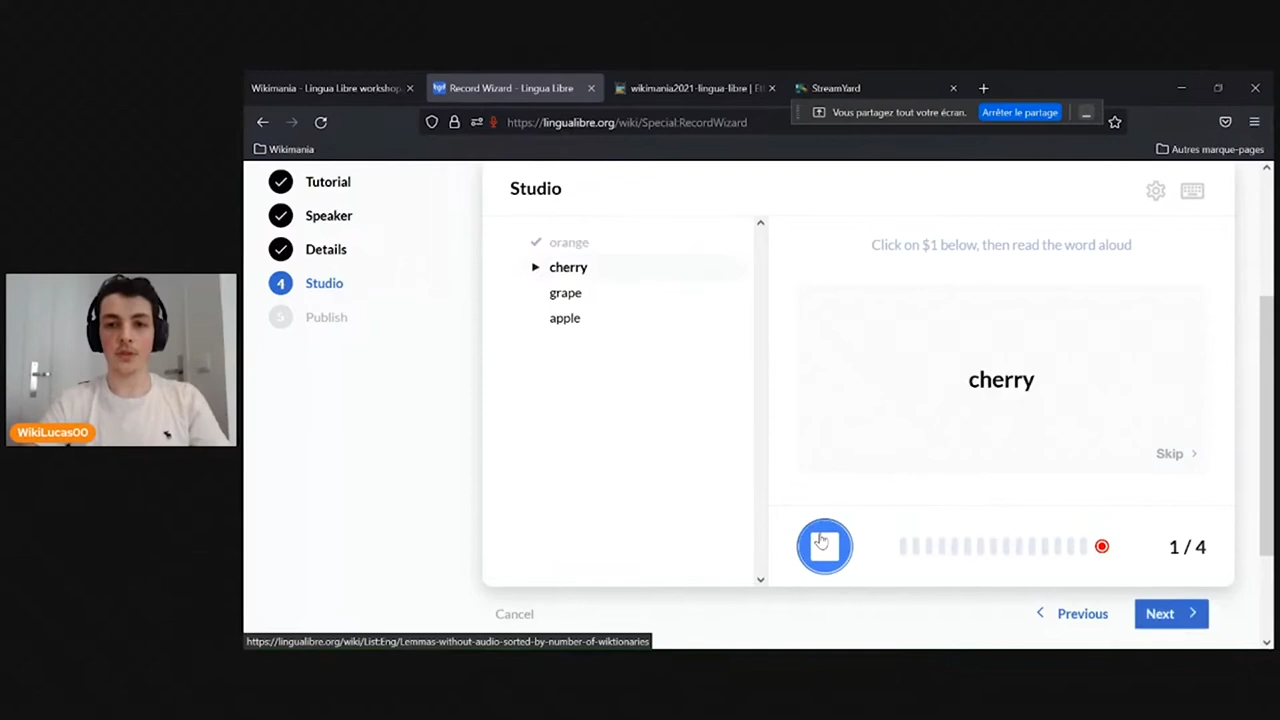 Wikimania - Lingua Libre workshop
Record Wizard - Lingua Libre
wikimania2021-lingua-libre | Et
StreamYard
Vous partagez tout votre écran.
Arrêter le partage
https://lingualibre.org/wiki/Special:RecordWizard
Wikimania
Autres marque-pages
Tutorial
Speaker
Details
4 Studio
5 Publish
Studio
orange
cherry
grape
apple
Click on $1 below, then read the word aloud
cherry
Skip
1 / 4
Cancel
Previous
Next
https://lingualibre.org/wiki/List:Eng/Lemmas-without-audio-sorted-by-number-of-wiktionaries
WikiLucas00